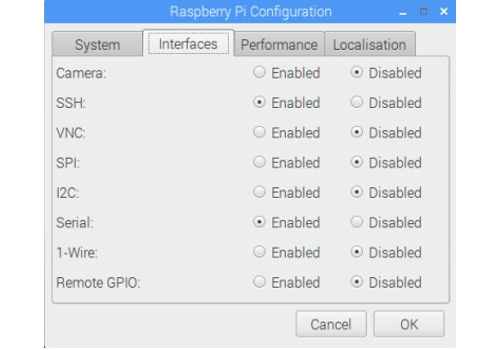 Raspberry Pi Configuration
System Interfaces Performance Localisation
Camera: Enabled Disabled
SSH: Enabled Disabled
VNC: Enabled Disabled
SPI: Enabled Disabled
I2C: Enabled Disabled
Serial: Enabled Disabled
1-Wire: Enabled Disabled
Remote GPIO: Enabled Disabled
Cancel OK